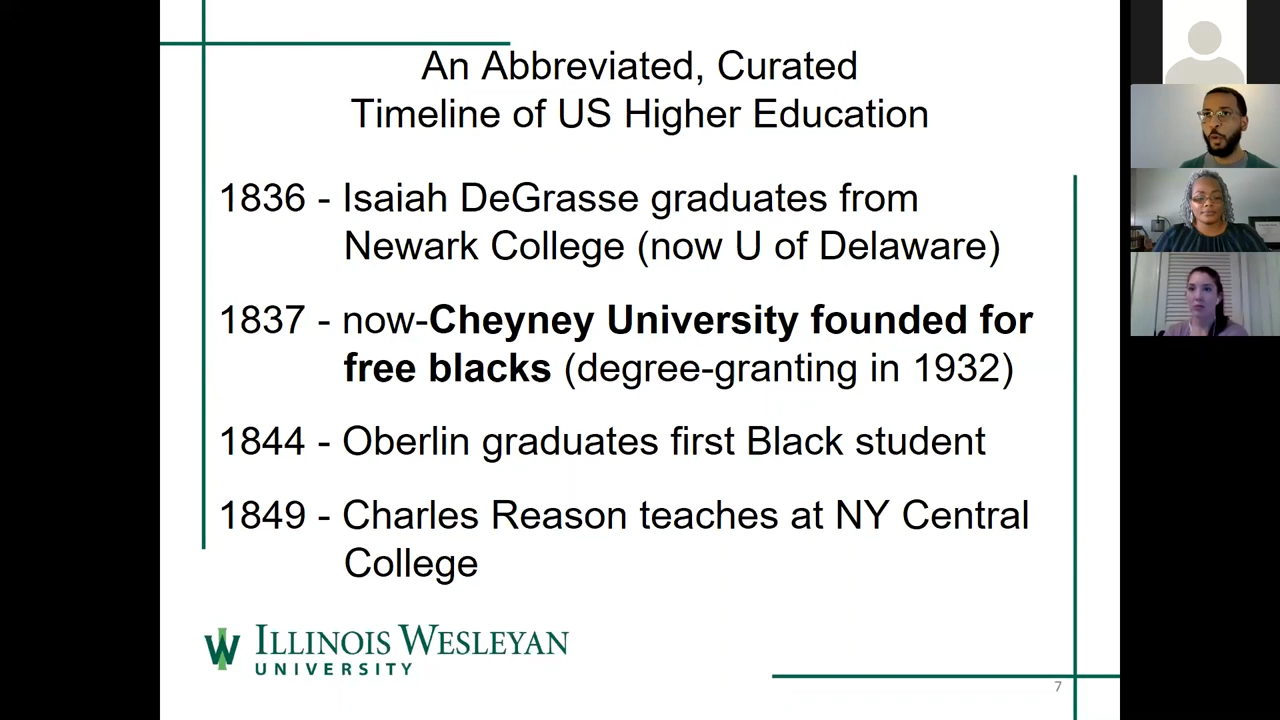 An Abbreviated, Curated
Timeline of US Higher Education
1836 - Isaiah DeGrasse graduates from
Newark College (now U of Delaware)
1837 - now-Cheyney University founded for
free blacks (degree-granting in 1932)
1844 - Oberlin graduates first Black student
1849 - Charles Reason teaches at NY Central
College
W
ILLINOIS WESLEYAN
UNIVERSITY
7